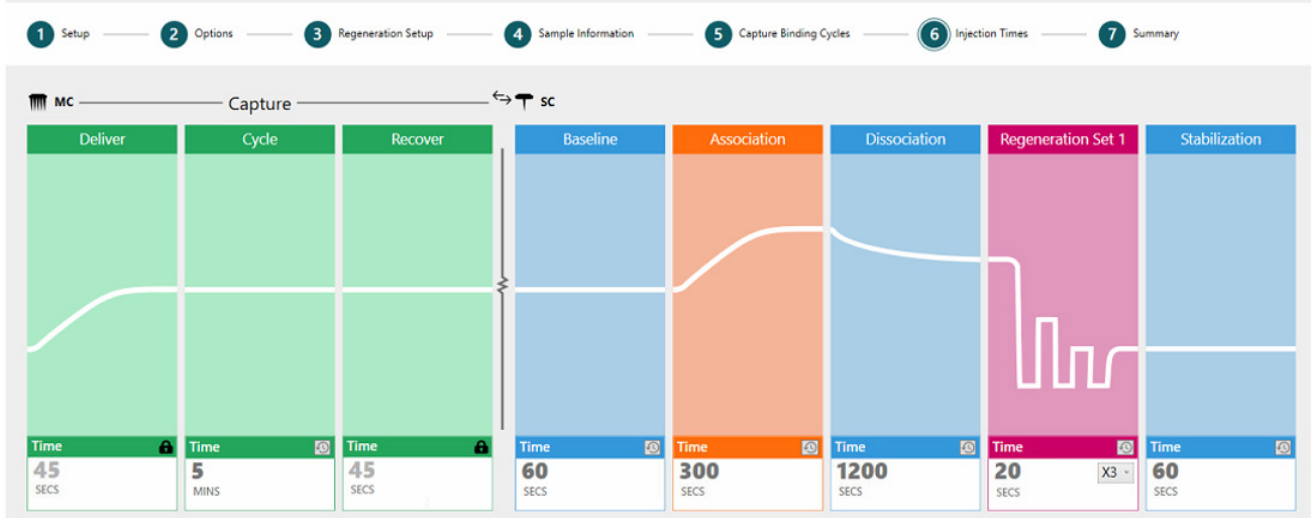 1 Setup 2 Options 3 Regeneration Setup 4 Sample Information 5 Capture Binding Cycles 6 Injection Times 7 Summary
MC Capture SC
Deliver Cycle Recover Baseline Association Dissociation Regeneration Set 1 Stabilization
Time Time Time Time Time Time Time Time
45 5 45 60 300 1200 20 X3 60
SECS MINS SECS SECS SECS SECS SECS SECS